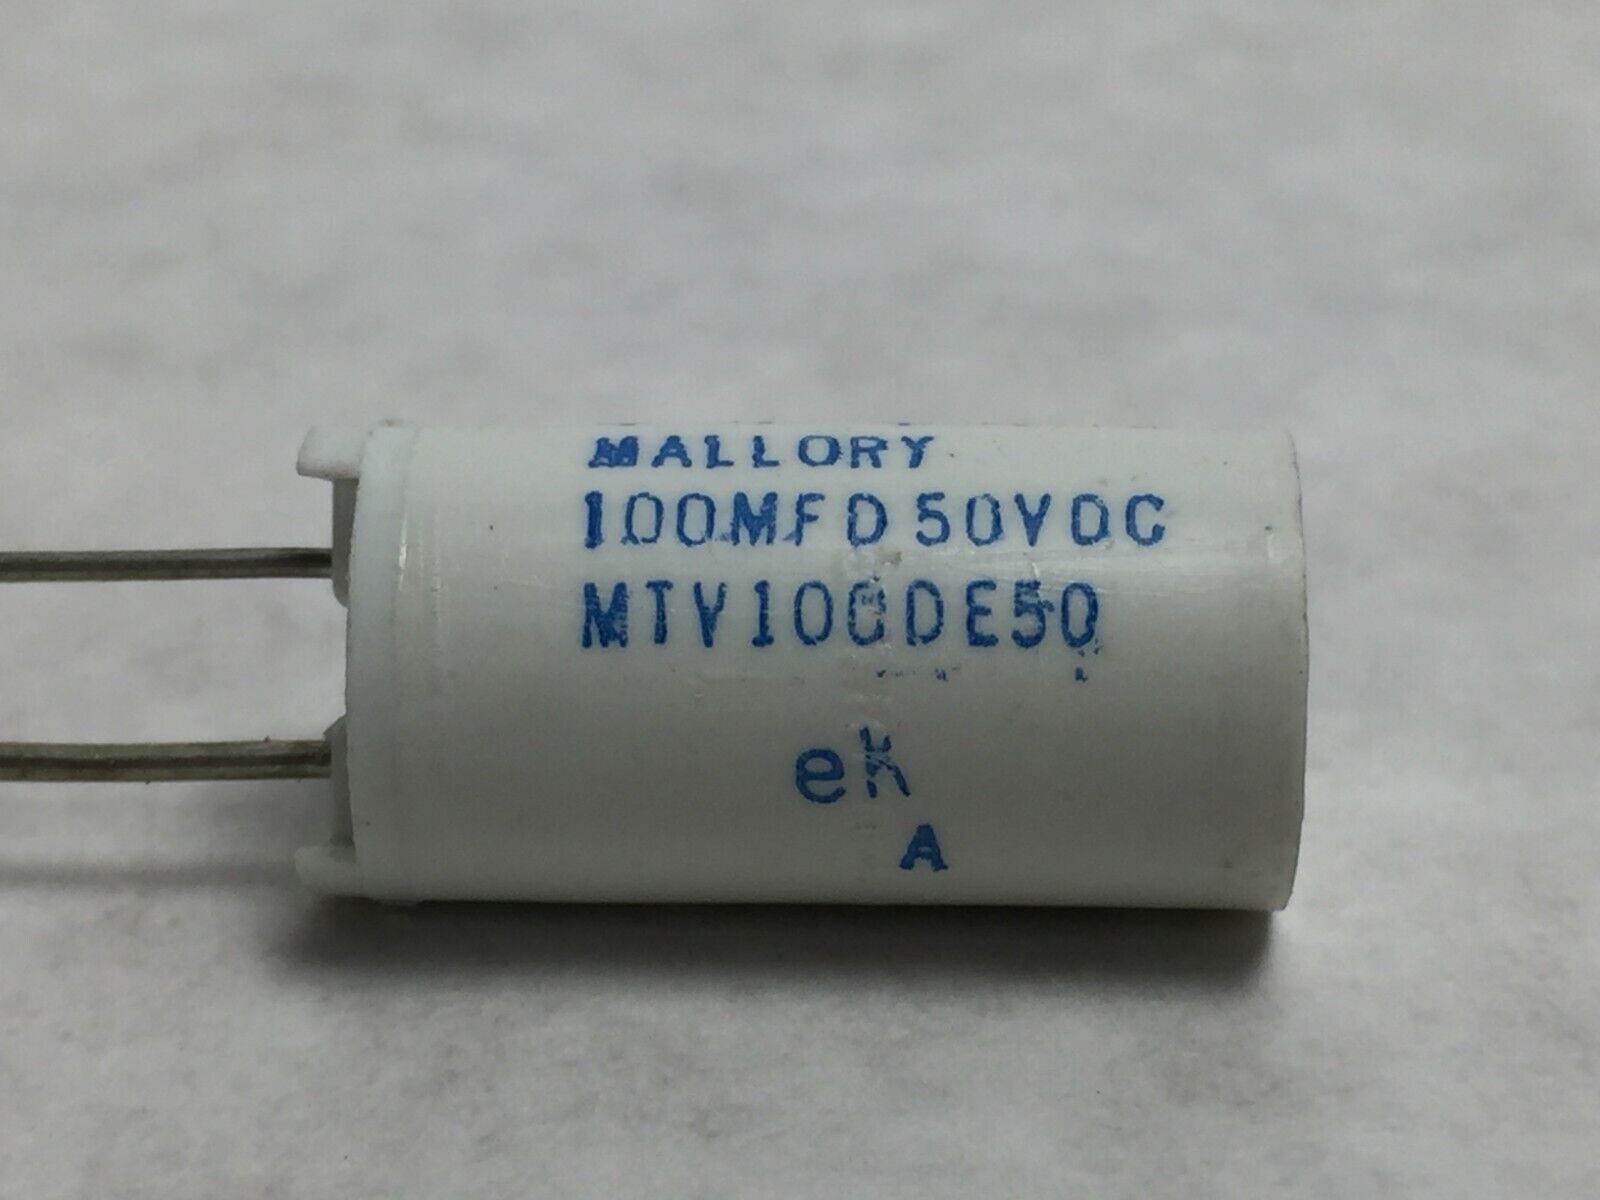 MALLORY
100MFD 50VDC
MTV100DE50
eK
A